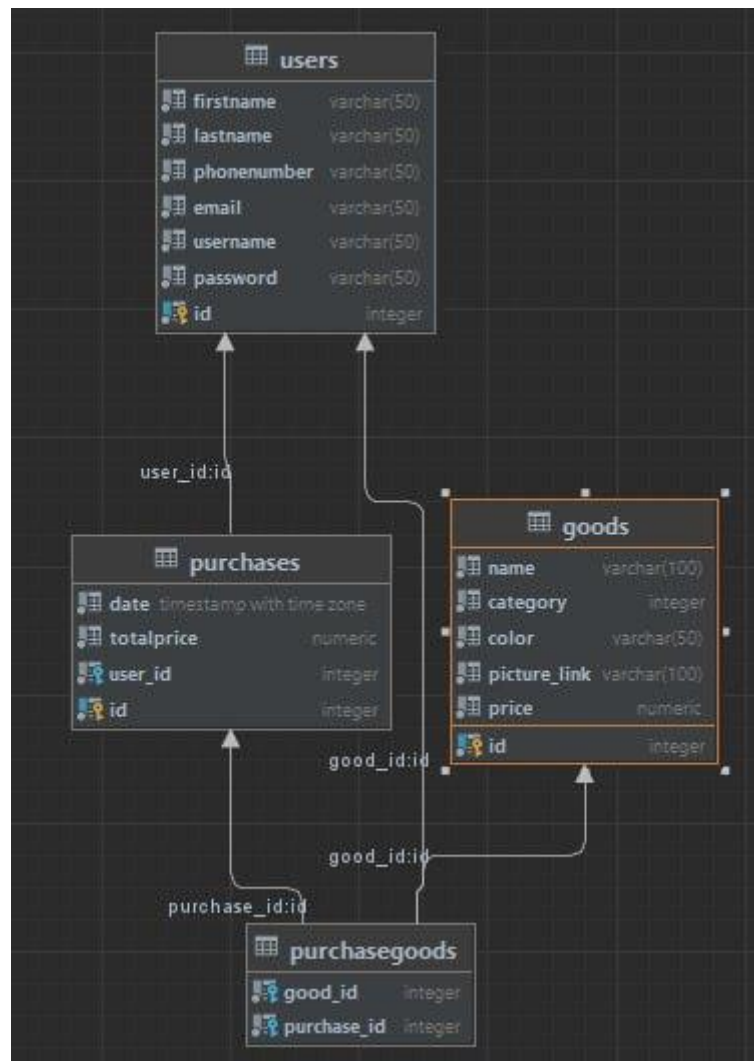 users
firstname varchar(50)
lastname varchar(50)
phonenumber varchar(50)
email varchar(50)
username varchar(50)
password varchar(50)
id integer
user_id:id
goods
name varchar(100)
category integer
color varchar(50)
picture_link varchar(100)
price numeric
id integer
purchases
date timestamp with time zone
totalprice numeric
user_id integer
id integer
good_id:id
good_id:id
purchase_id:id
purchasegoods
good_id integer
purchase_id integer